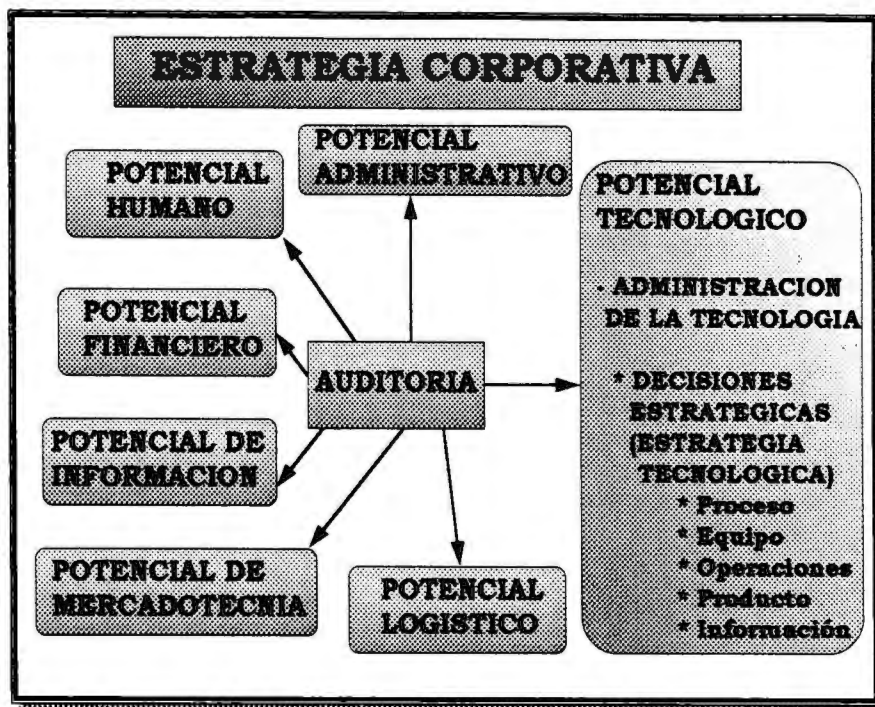 ESTRATEGIA CORPORATIVA
POTENCIAL
ADMINISTRATIVO
POTENCIAL
HUMANO
POTENCIAL
FINANCIERO
AUDITORIA
POTENCIAL DE
INFORMACION
POTENCIAL DE
MERCADOTECNIA
POTENCIAL
LOGISTICO
POTENCIAL
TECNOLOGICO
- ADMINISTRACION
DE LA TECNOLOGIA
* DECISIONES
ESTRATEGICAS
(ESTRATEGIA
TECNOLOGICA)
* Proceso
* Equipo
* Operaciones
* Producto
* Información